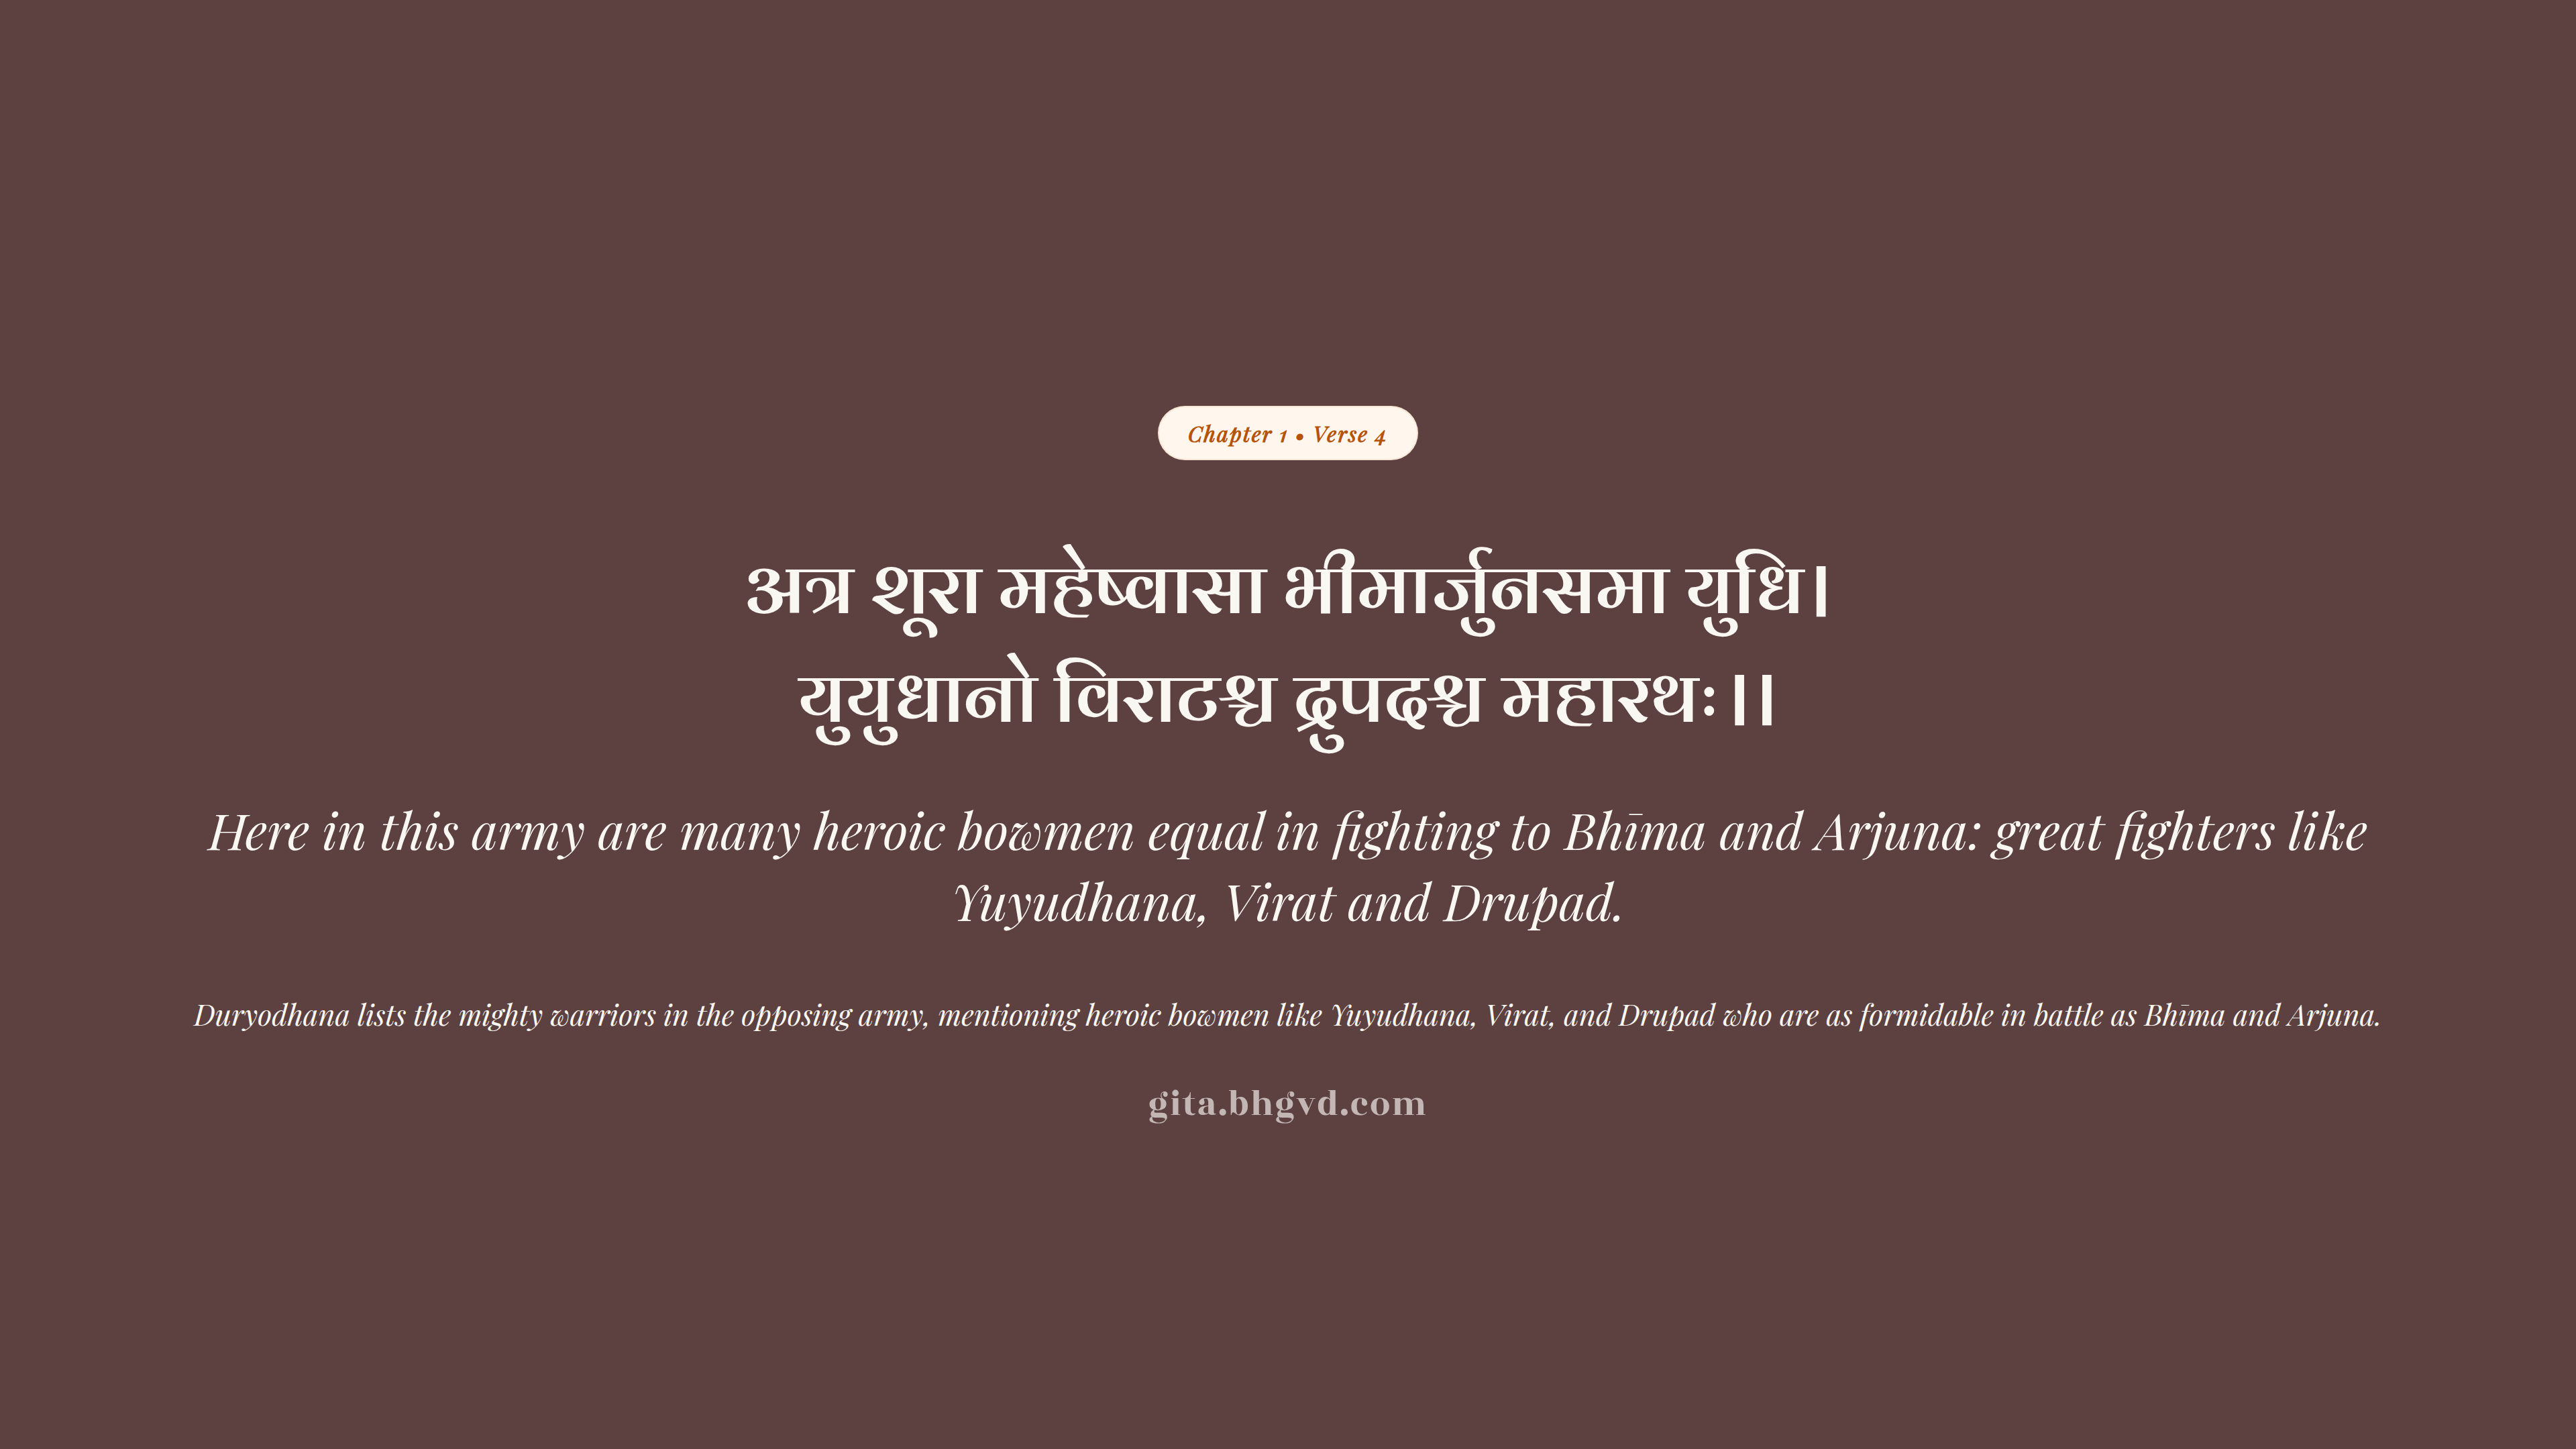 Chapter 1 • Verse 4
अत्र शूरा महेष्वासा भीमार्जुनसमा युधि।
युयुधानो विराटश्च द्रुपदश्च महारथः।।
Here in this army are many heroic bowmen equal in fighting to Bhīma and Arjuna: great fighters like
Yuyudhana, Virat and Drupad.
Duryodhana lists the mighty warriors in the opposing army, mentioning heroic bowmen like Yuyudhana, Virat, and Drupad who are as formidable in battle as Bhīma and Arjuna.
gita.bhgvd.com